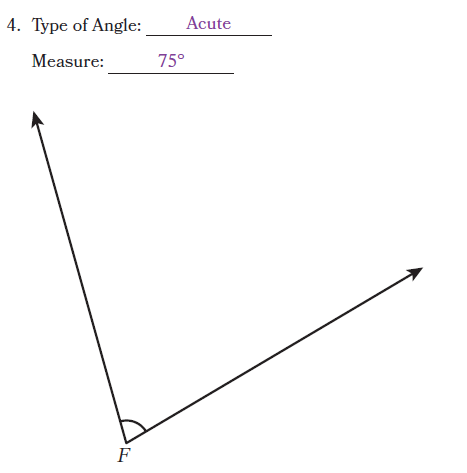 4. Type of Angle: Acute
Measure: 75°
F